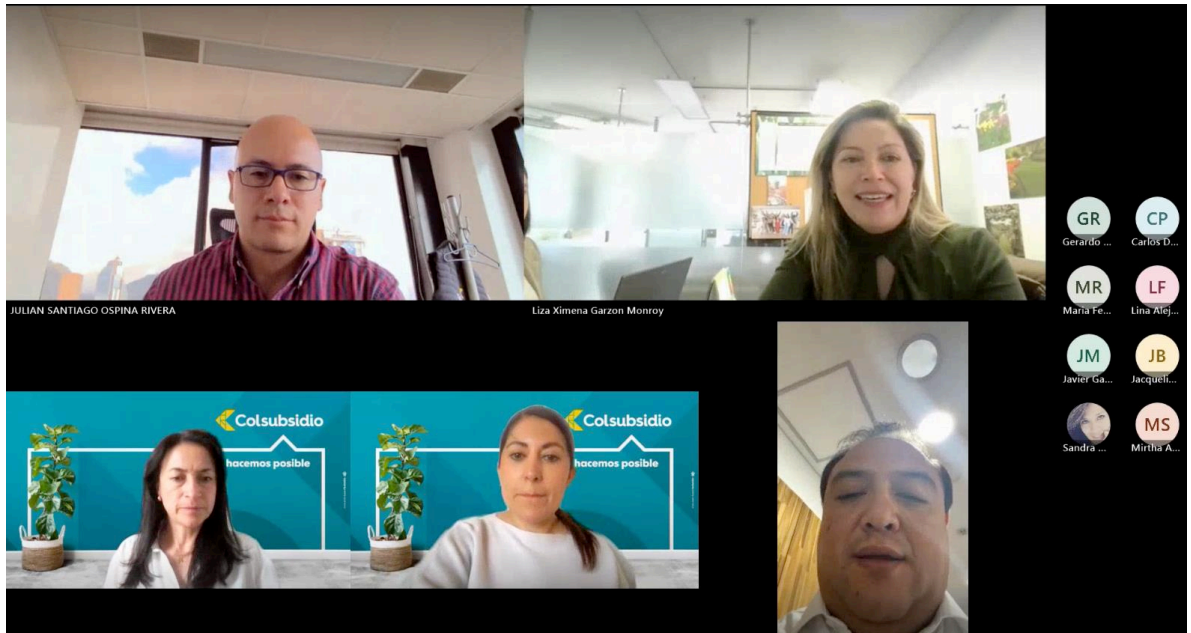 JULIAN SANTIAGO OSPINA RIVERA
Liza Ximena Garzon Monroy
Colsubsidio
hacemos posible
Colsubsidio
hacemos posible
GR
CP
Gerardo ...
Carlos D...
MR
LF
Maria Fe...
Lina Alej...
JM
JB
Javier Ga...
Jacqueli...
MS
Sandra ...
Mirtha A...